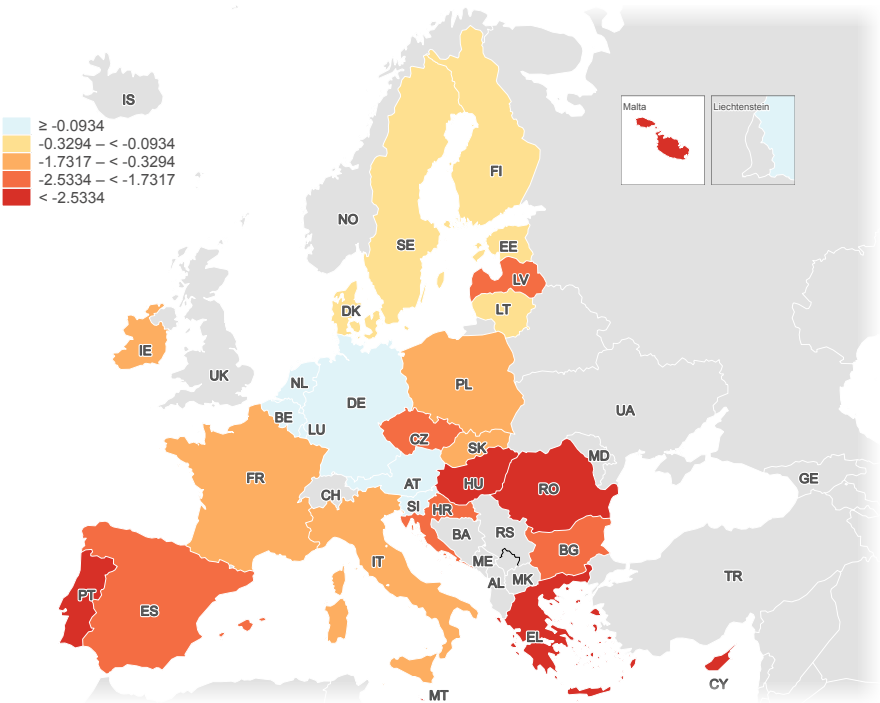 IS
Malta
Liechtenstein
≥ -0.0934
-0.3294 – < -0.0934
-1.7317 – < -0.3294
-2.5334 – < -1.7317
< -2.5334
FI
NO
SE
EE
LV
DK
LT
IE
UK
NL
PL
DE
BE
UA
LU
CZ
SK
MD
FR
HU
RO
GE
AT
CH
SI
HR
BA
RS
BG
IT
ME
TR
MK
AL
PT
ES
EL
CY
MT